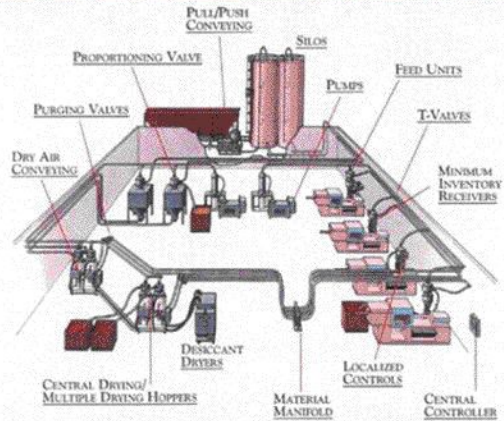 PULL/PUSH
CONVEYING
SILOS
PROPORTIONING VALVE
FEED UNITS
PUMPS
PURGING VALVES
T-VALVES
DRY AIR
CONVEYING
MINIMUM
INVENTORY
RECEIVERS
DESICCANT
DRYERS
CENTRAL DRYING/
MULTIPLE DRYING HOPPERS
MATERIAL
MANIFOLD
LOCALIZED
CONTROLS
CENTRAL
CONTROLLER